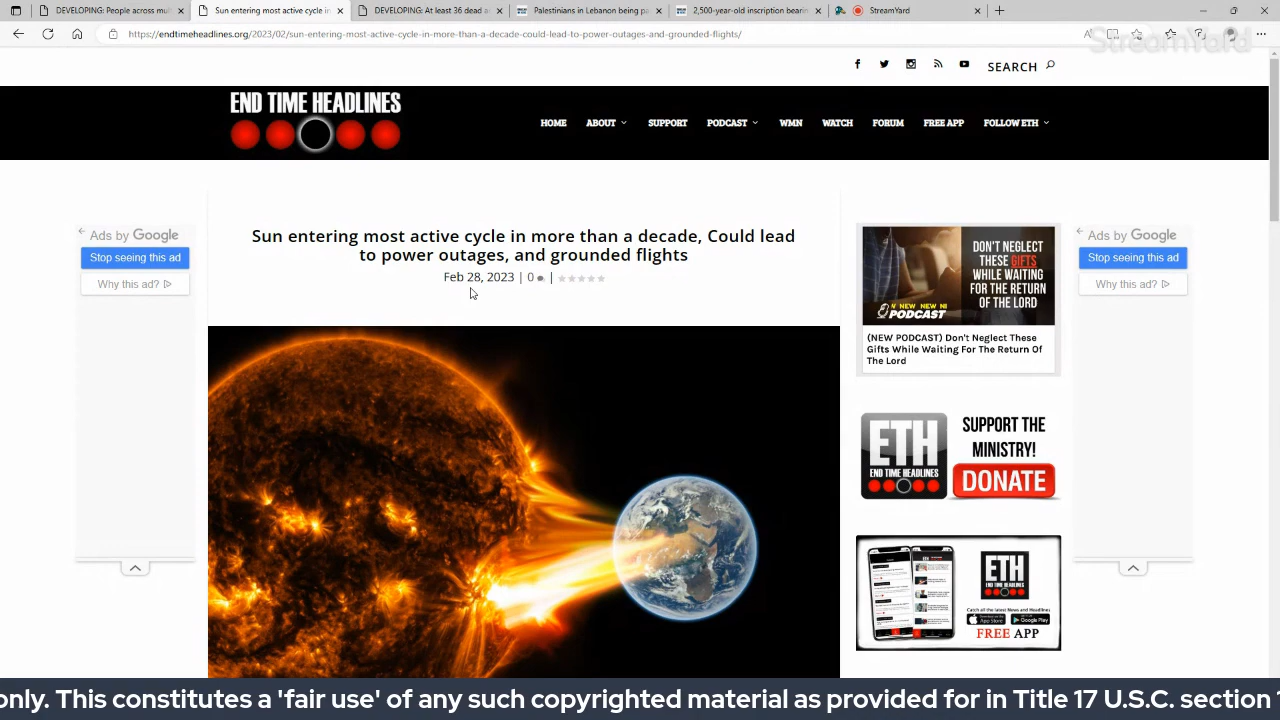 DEVELOPING: People across mul
Sun entering most active cycle in
DEVELOPING: At least 36 dead a
Palestinians in Lebanon being pa
2,500-year-old inscription bearin
StreamYard
https://endtimeheadlines.org/2023/02/sun-entering-most-active-cycle-in-more-than-a-decade-could-lead-to-power-outages-and-grounded-flights/
StreamYard
SEARCH
END TIME HEADLINES
HOME ABOUT SUPPORT PODCAST WMN WATCH FORUM FREE APP FOLLOW ETH
Ads by Google
Stop seeing this ad
Why this ad?
Sun entering most active cycle in more than a decade, Could lead
to power outages, and grounded flights
Feb 28, 2023 | 0 |
DON'T NEGLECT
THESE GIFTS
WHILE WAITING
FOR THE RETURN
OF THE LORD
PODCAST
(NEW PODCAST) Don't Neglect These
Gifts While Waiting For The Return Of
The Lord
Ads by Google
Stop seeing this ad
Why this ad?
ETH
END TIME HEADLINES
SUPPORT THE
MINISTRY!
DONATE
ETH
END TIME HEADLINES
Catch all the latest News and Headlines
App Store
Google Play
FREE APP
only. This constitutes a 'fair use' of any such copyrighted material as provided for in Title 17 U.S.C. section